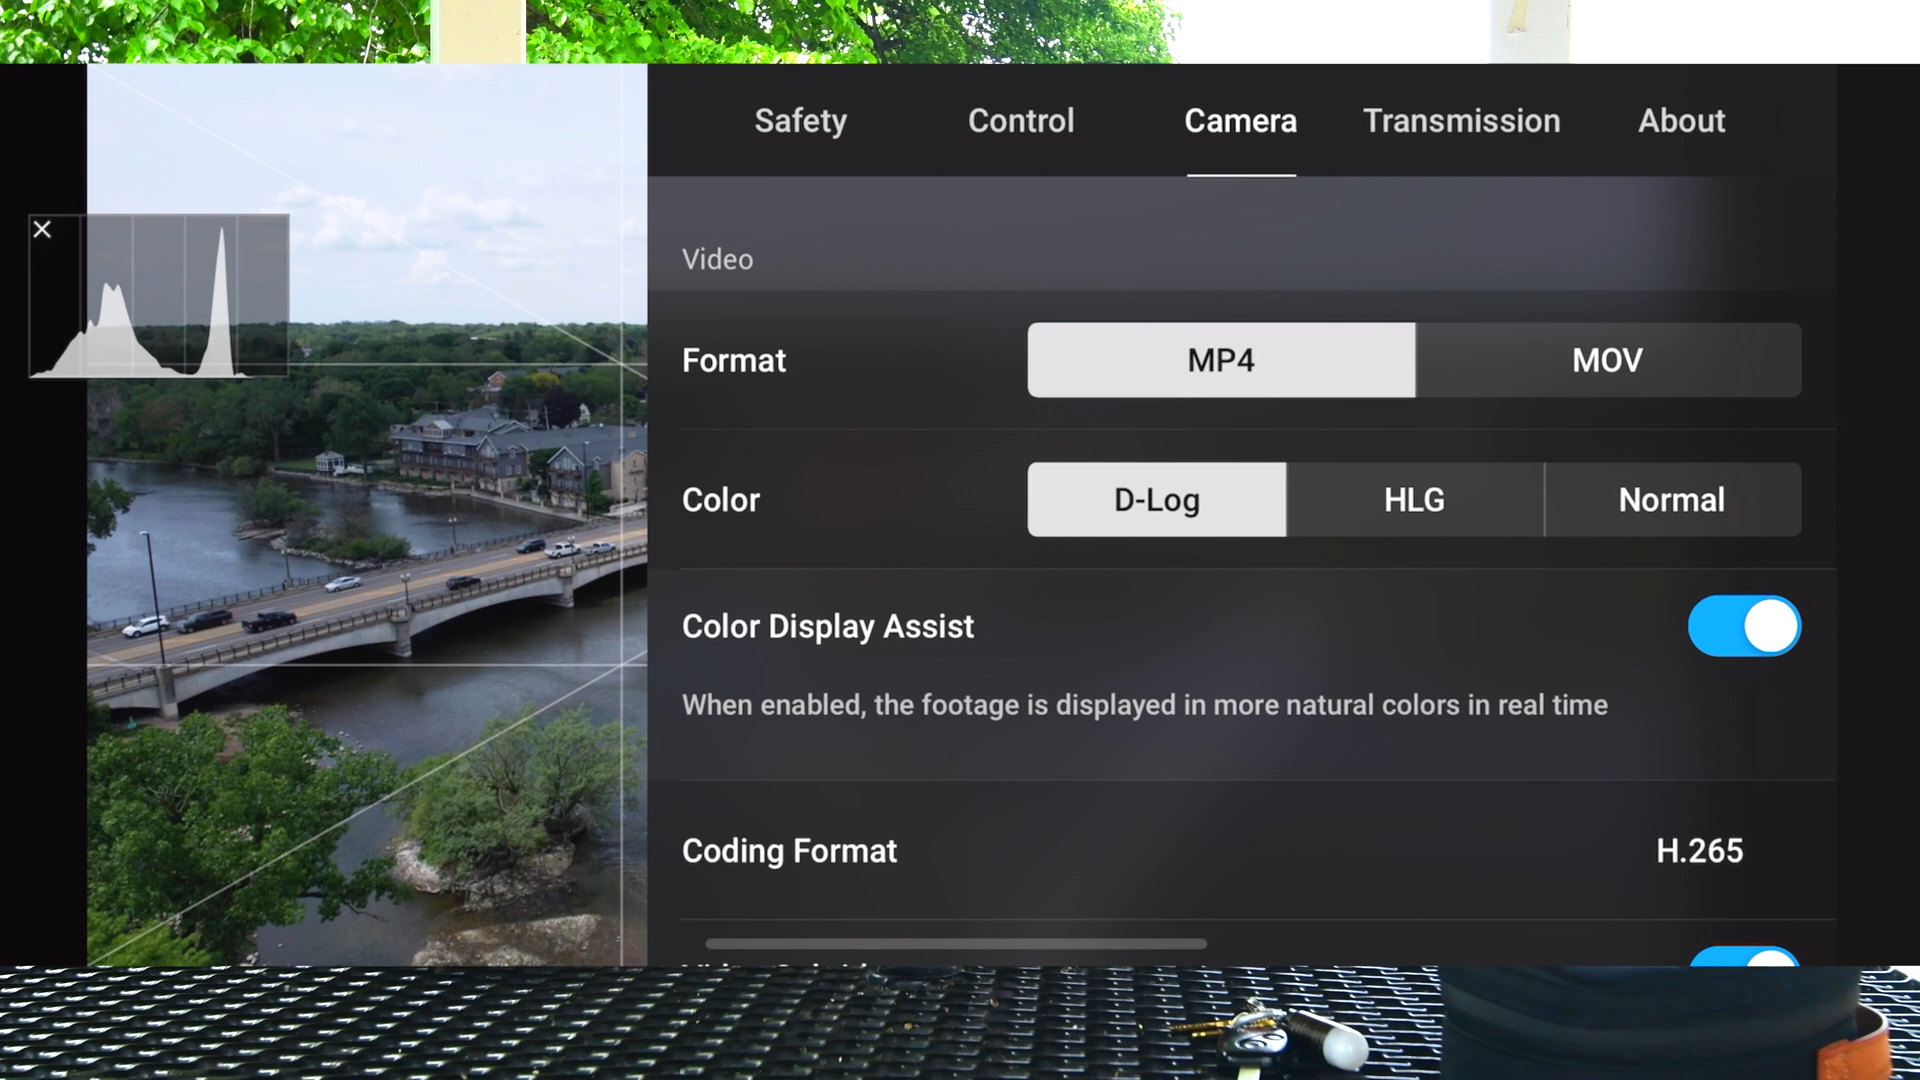 Safety Control Camera Transmission About
Video
Format MP4 MOV
Color D-Log HLG Normal
Color Display Assist
When enabled, the footage is displayed in more natural colors in real time
Coding Format H.265